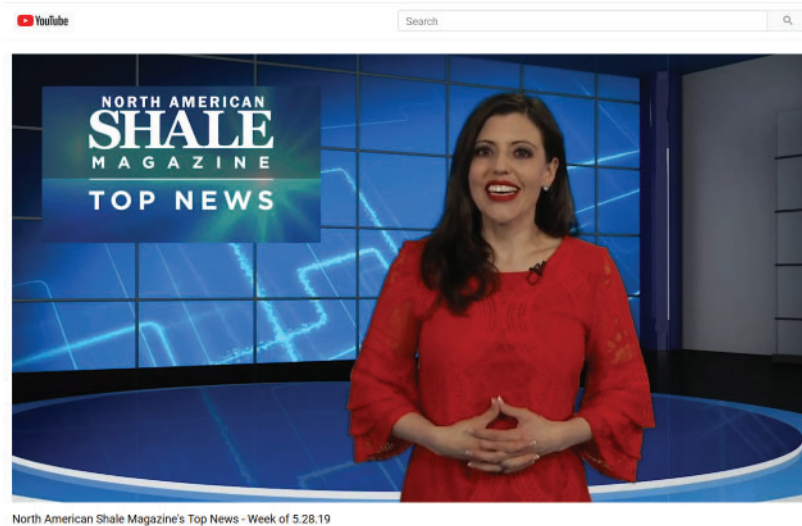 YouTube
Search
NORTH AMERICAN
SHALE
MAGAZINE
TOP NEWS
North American Shale Magazine's Top News - Week of 5.28.19